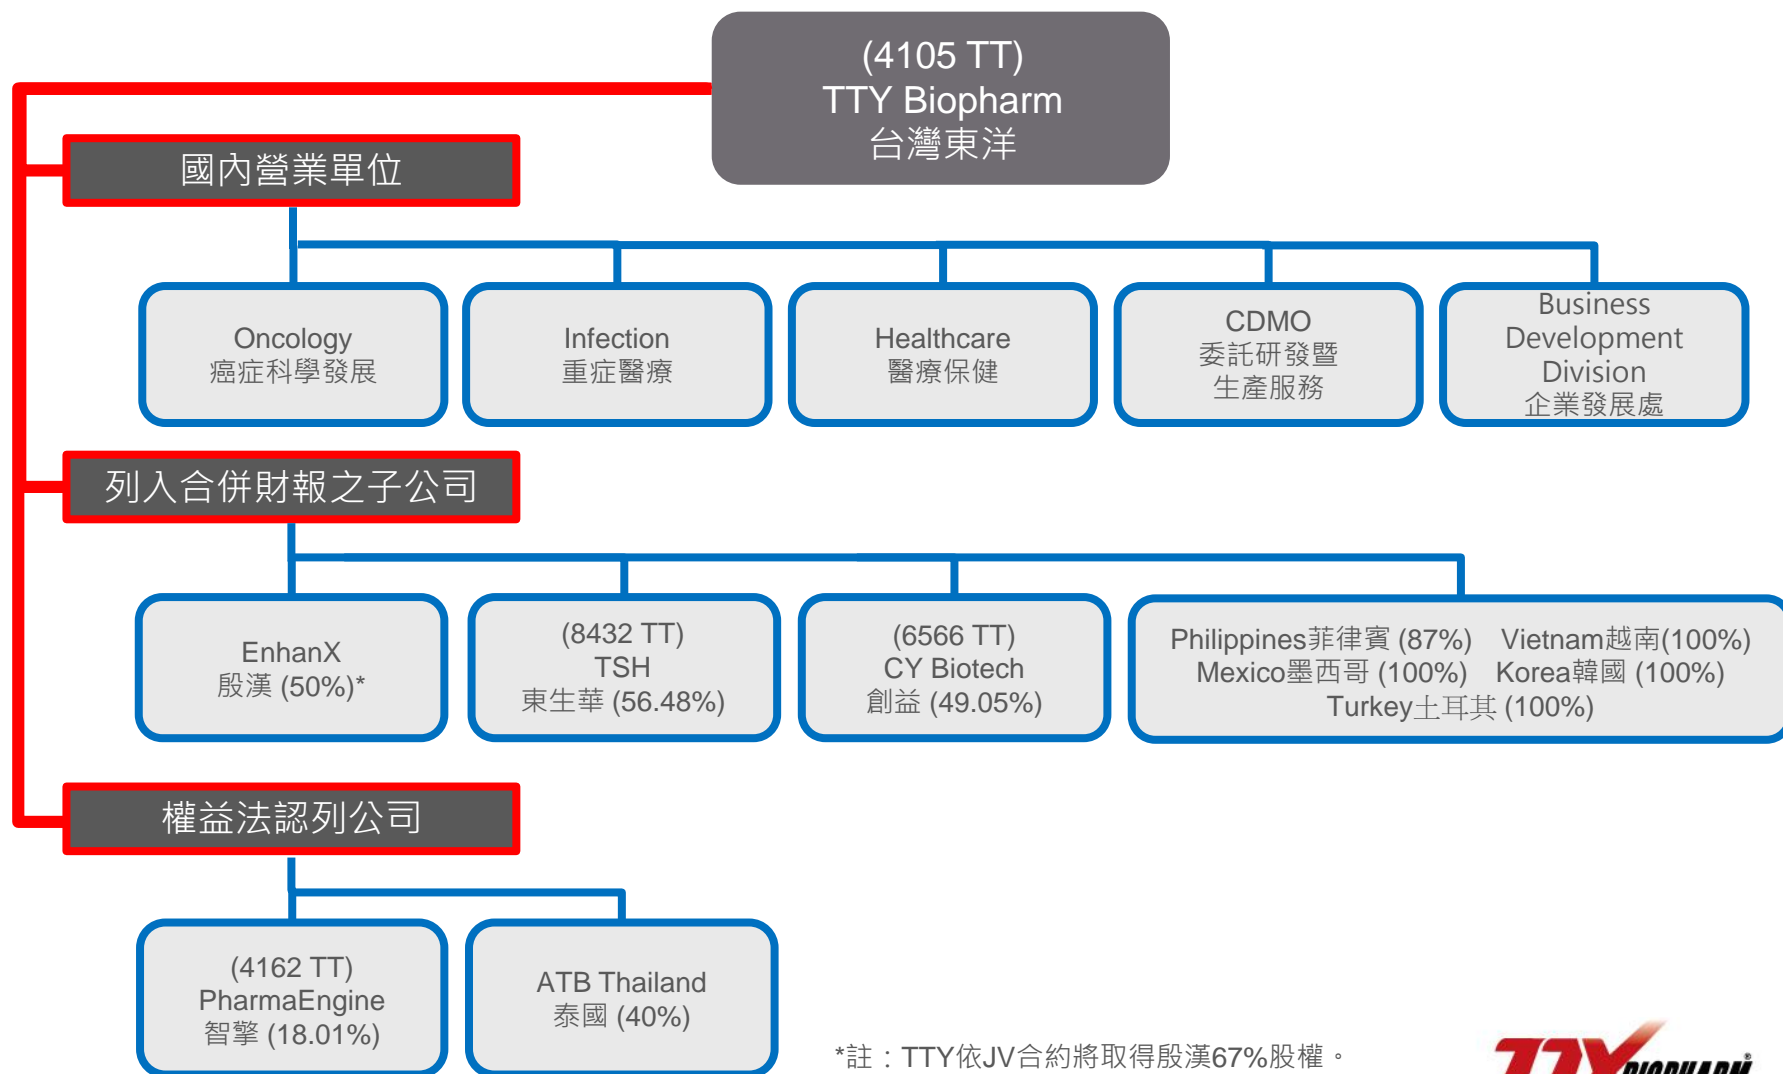 (4105 TT)
TTY Biopharm
台灣東洋
國內營業單位
Oncology
癌症科學發展
Infection
重症醫療
Healthcare
醫療保健
CDMO
委託研發暨
生產服務
Business
Development
Division
企業發展處
列入合併財報之子公司
EnhanX
殷漢 (50%)*
(8432 TT)
TSH
東生華 (56.48%)
(6566 TT)
CY Biotech
創益 (49.05%)
Philippines菲律賓 (87%) Vietnam越南(100%)
Mexico墨西哥 (100%) Korea韓國 (100%)
Turkey土耳其 (100%)
權益法認列公司
(4162 TT)
PharmaEngine
智擎 (18.01%)
ATB Thailand
泰國 (40%)
*註：TTY依JV合約將取得殷漢67%股權。
TTY BIOPHARM®